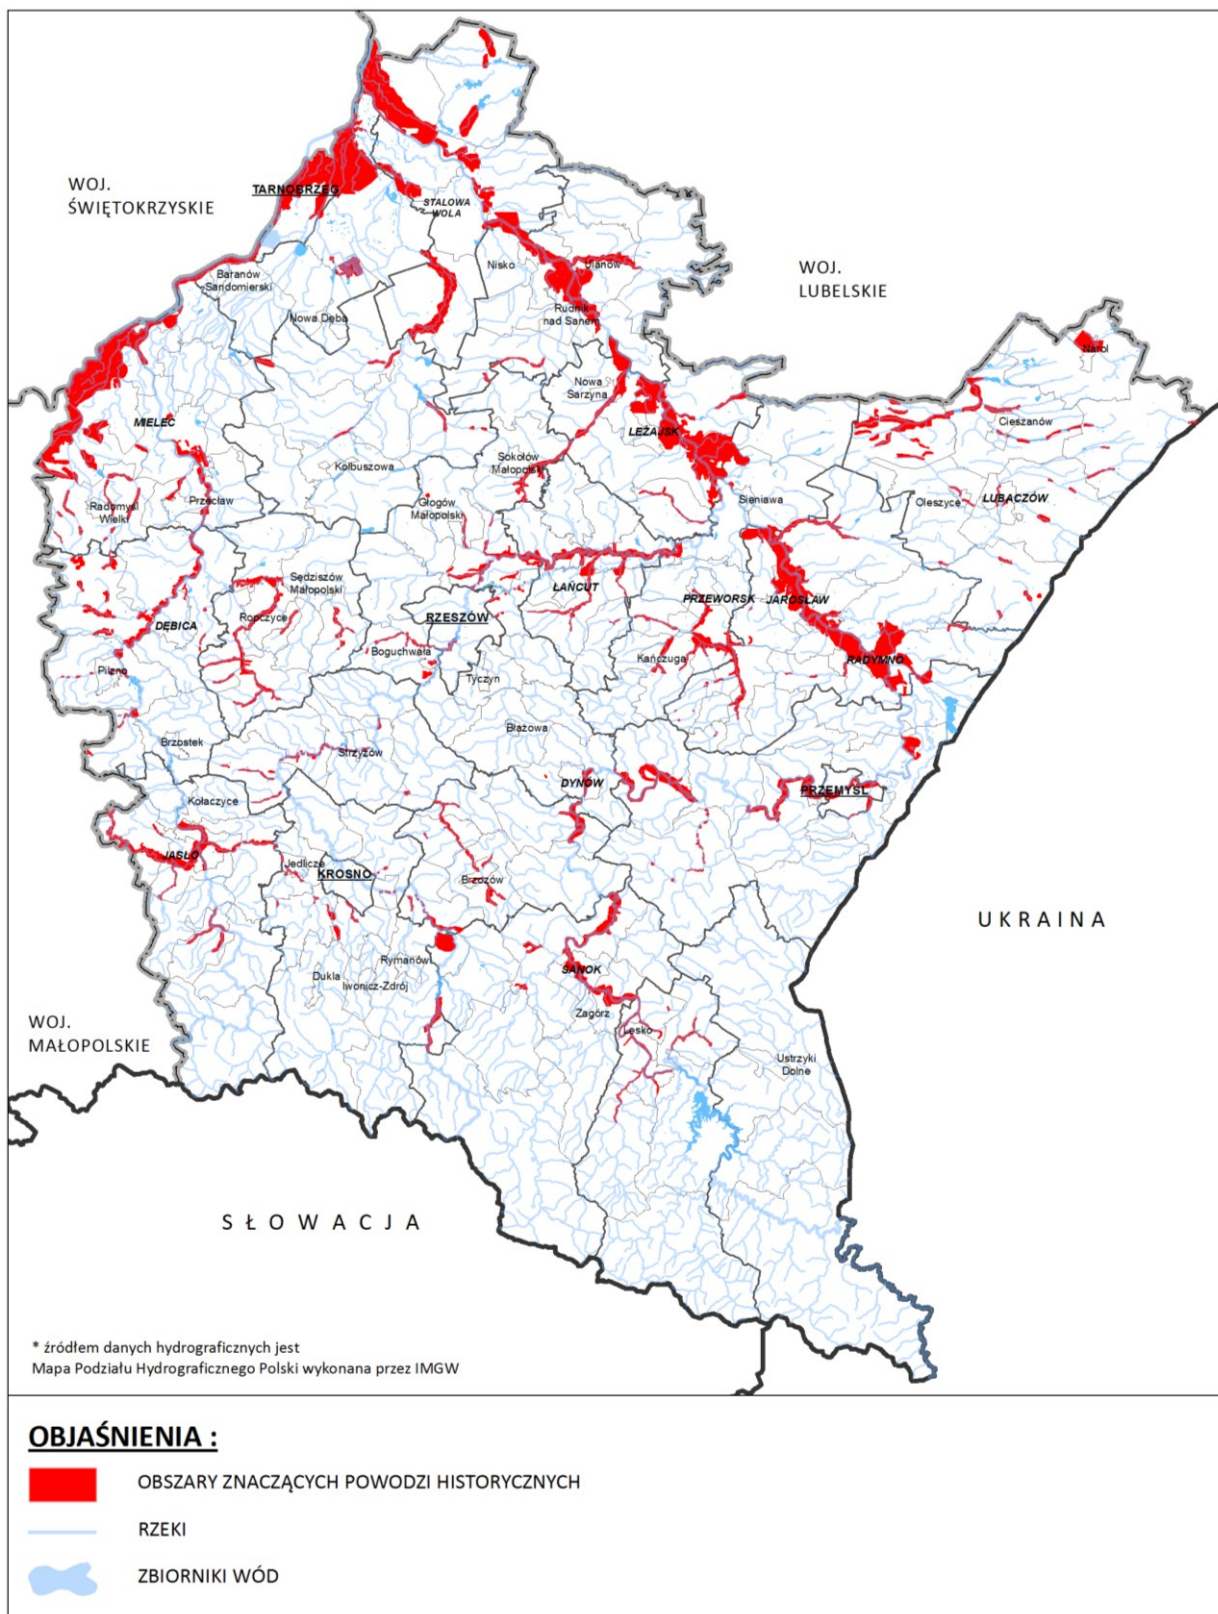 WOJ.
ŚWIĘTOKRZYSKIE
TARNOBRZEG
STALOWA
WOLA
WOJ.
LUBELSKIE
Baranów
Sandomierski
Nisko
Ulanów
Nowa Dęba
Rudnik
nad Sanem
Narol
Nowa
Sarzyna
MIELEC
LEŻAJSK
Cieszanów
Kolbuszowa
Sokołów
Małopolski
Radomyśl
Wielki
Przecław
Głogów
Małopolski
Sieniawa
Oleszyce
LUBACZÓW
Sędziszów
Małopolski
ŁAŃCUT
PRZEWORSK
JAROSŁAW
Ropczyce
RZESZÓW
DĘBICA
Boguchwała
Kańczuga
RADYMNO
Pilzno
Tyczyn
Błażowa
Brzostek
Strzyżów
DYNÓW
PRZEMYŚL
Kołaczyce
JASŁO
Jedlicze
KROSNO
Brzozów
UKRAINA
Rymanów
SANOK
Dukla
Iwonicz-Zdrój
Zagórz
Lesko
WOJ.
MAŁOPOLSKIE
Ustrzyki
Dolne
SŁOWACJA
* źródłem danych hydrograficznych jest
Mapa Podziału Hydrograficznego Polski wykonana przez IMGW
OBJAŚNIENIA :
OBSZARY ZNACZĄCYCH POWODZI HISTORYCZNYCH
RZEKI
ZBIORNIKI WÓD